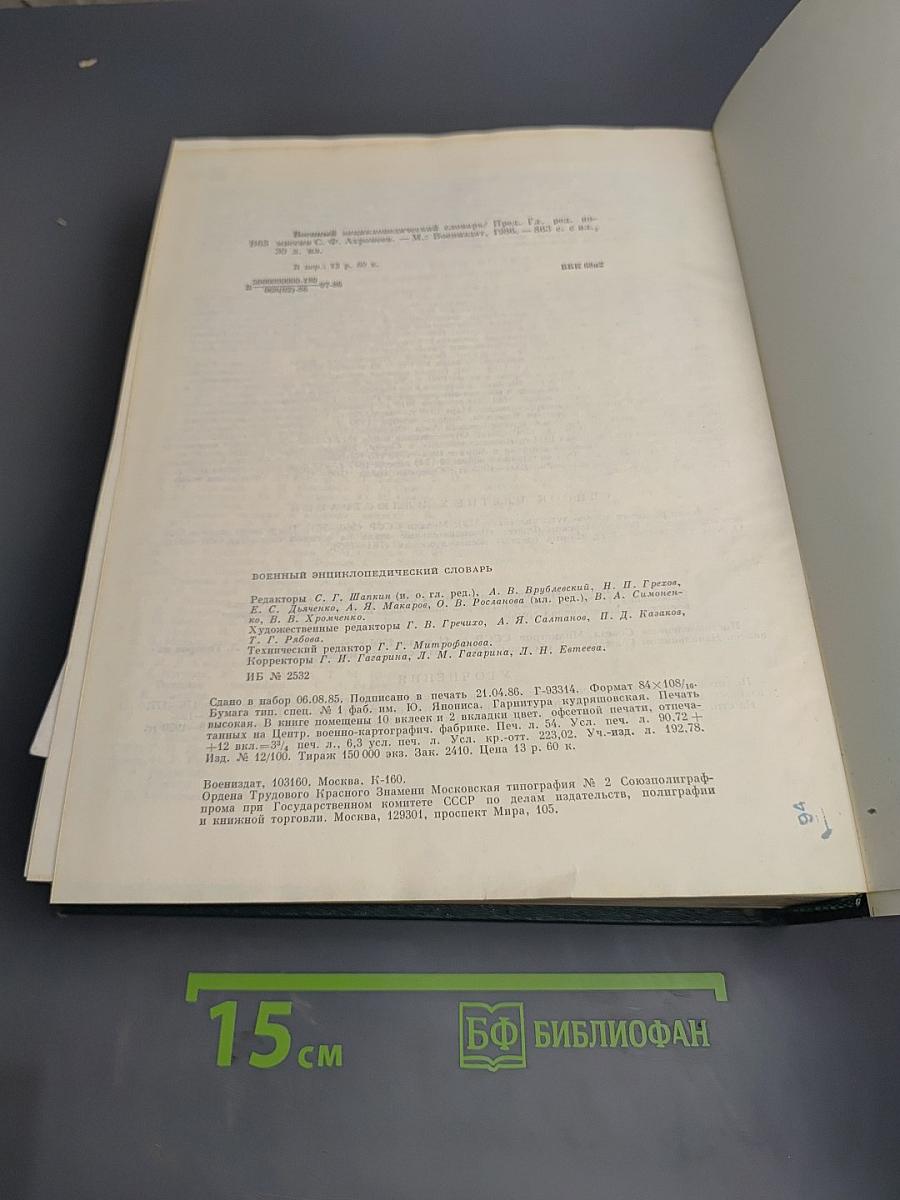 Военный энциклопедический словарь/ Пред. Гл. ред. ко-
В63 миссии С. Ф. Ахромеев. — М.: Воениздат, 1986. — 863 с. с ил.,
30 л. ил.
В пер.: 13 р. 60 к.
ББК 68я2
ВОЕННЫЙ ЭНЦИКЛОПЕДИЧЕСКИЙ СЛОВАРЬ
Редакторы С. Г. Шапкин (и. о. гл. ред.), А. В. Врублевский, Н. П. Грехов,
Е. С. Дьяченко, А. Я. Макаров, О. В. Росланова (мл. ред.), В. А. Симонен-
ко, В. В. Хромченко.
Художественные редакторы Г. В. Гречихо, А. Я. Салтанов, П. Д. Казаков,
Т. Г. Рябова.
Технический редактор Г. Г. Митрофанова.
Корректоры Г. И. Гагарина, Л. М. Гагарина, Л. Н. Евтеева.
ИБ № 2532
Сдано в набор 06.08.85. Подписано в печать 21.04.86. Г-93314. Формат 84×108/16.
Бумага тип. спец. № 1 фаб. им. Ю. Янониса. Гарнитура кудряшовская. Печать
высокая. В книге помещены 10 вклеек и 2 вкладки цвет. офсетной печати, отпеча-
танных на Центр. военно-картографич. фабрике. Печ. л. 54. Усл. печ. л. 90,72 +
+12 вкл.=3³/₄ печ. л., 6,3 усл. печ. л. Усл. кр.-отт. 223,02. Уч.-изд. л. 192,78.
Изд. № 12/100. Тираж 150 000 экз. Зак. 2410. Цена 13 р. 60 к.
Воениздат, 103160, Москва, К-160.
Ордена Трудового Красного Знамени Московская типография № 2 Союзполиграф-
прома при Государственном комитете СССР по делам издательств, полиграфии
и книжной торговли. Москва, 129301, проспект Мира, 105.
94
15 см
БФ БИБЛИОФАН